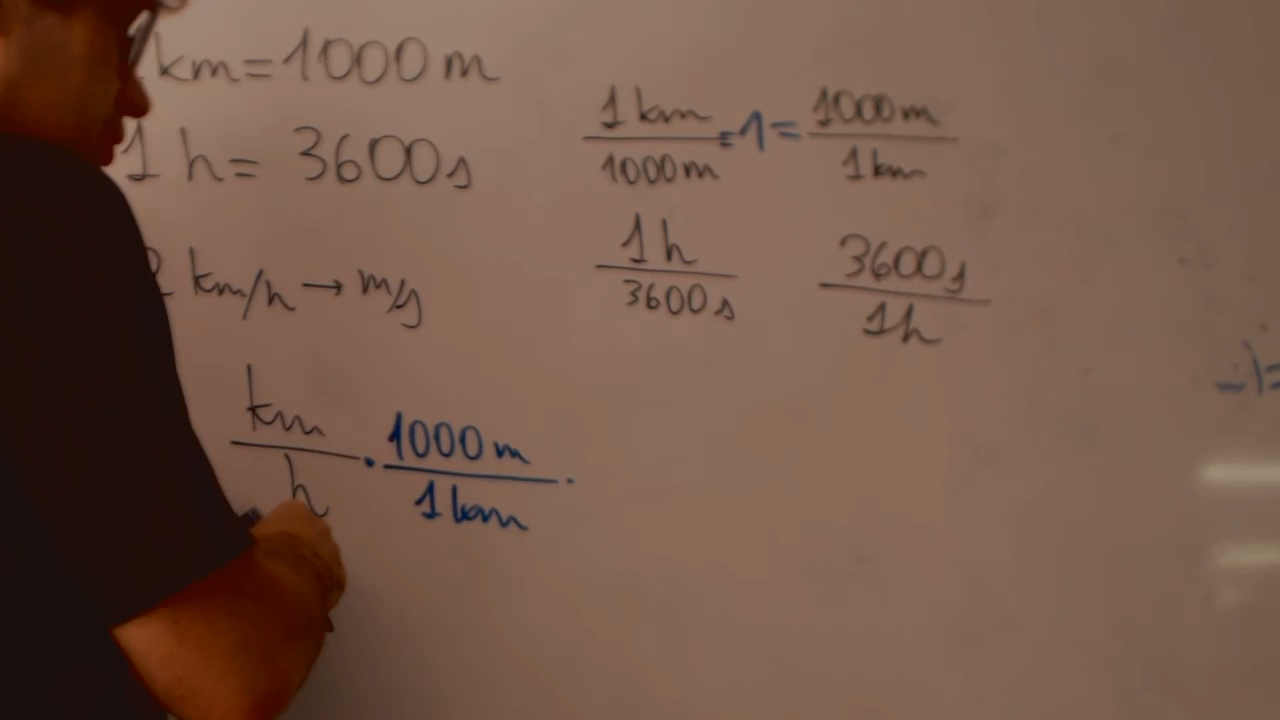 km = 1000 m
1 h = 3600 s
km/h → m/s
1 km / 1000 m = 1 = 1000 m / 1 km
1 h / 3600 s
3600 s / 1 h
km / h · 1000 m / 1 km ·